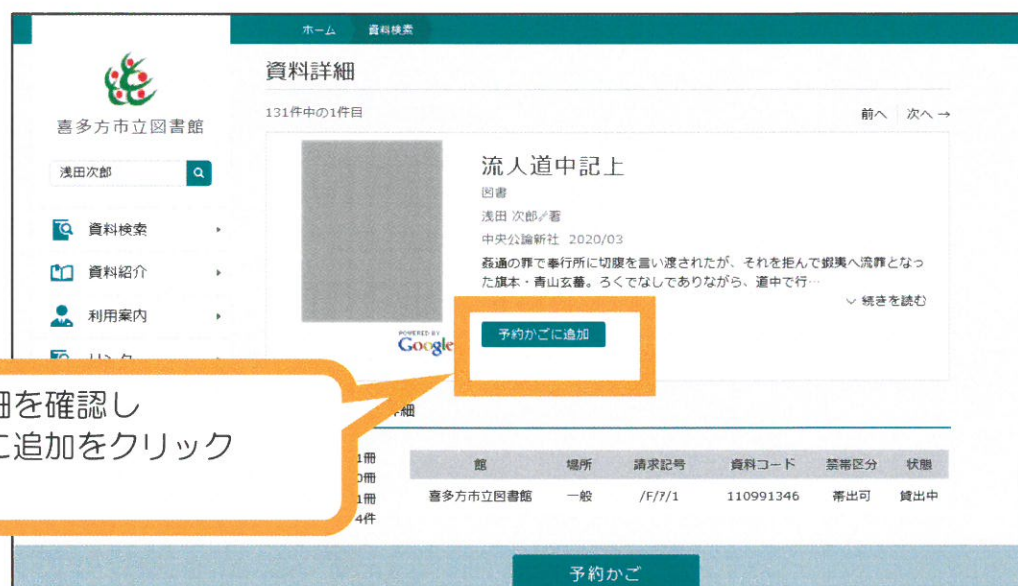 ホーム 資料検索
喜多方市立図書館
浅田次郎
資料検索
資料紹介
利用案内
資料詳細
131件中の1件目
前へ 次へ →
流人道中記上
図書
浅田 次郎∥著
中央公論新社 2020/03
姦通の罪で奉行所に切腹を言い渡されたが、それを拒んで蝦夷へ流罪となっ
た旗本・青山玄蕃。ろくでなしでありながら、道中で行…
続きを読む
POWERED BY
Google
予約かごに追加
細を確認し
に追加をクリック
細
1冊
0冊
1冊
4件
館 場所 請求記号 資料コード 禁帯区分 状態
喜多方市立図書館 一般 /F/ｱ/1 110991346 帯出可 貸出中
予約かご